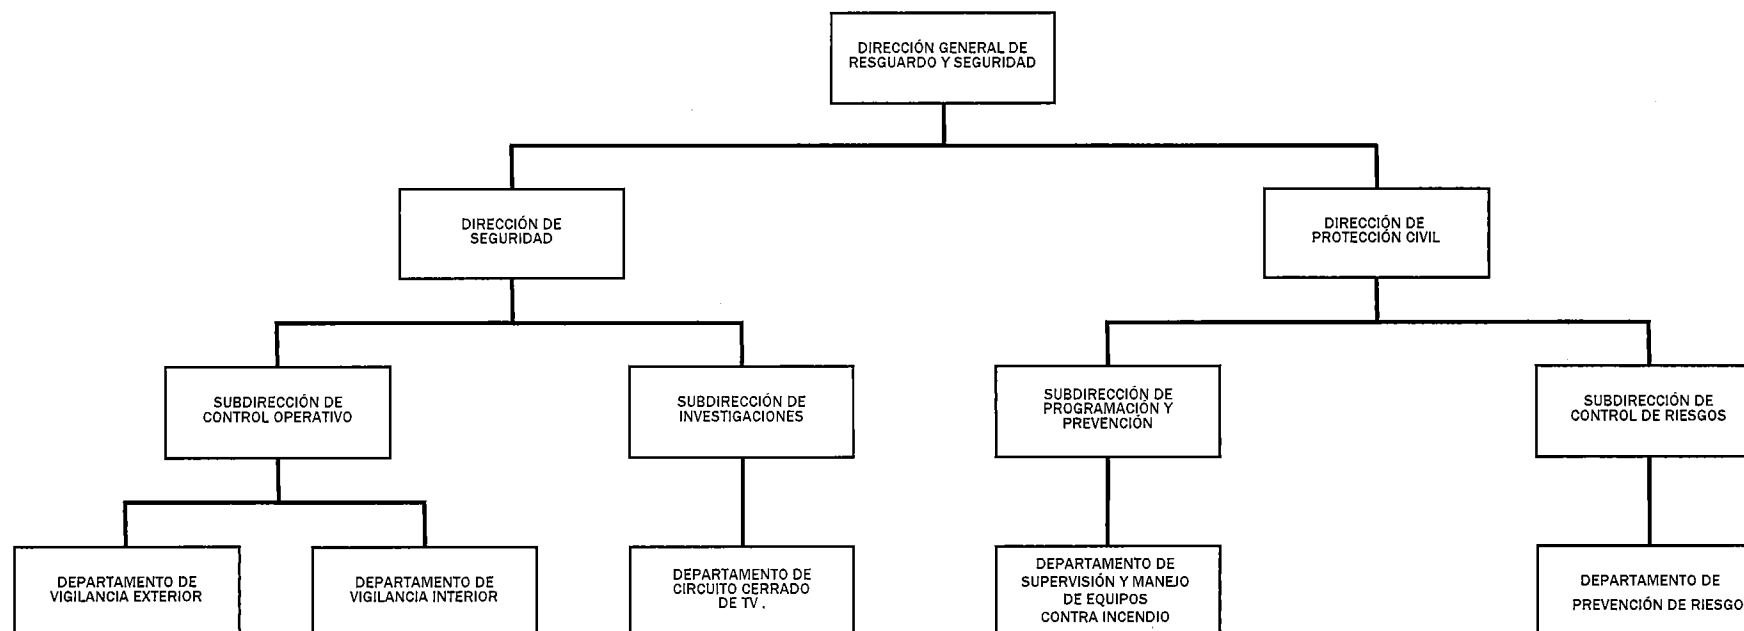 DIRECCIÓN GENERAL DE
RESGUARDO Y SEGURIDAD
DIRECCIÓN DE
SEGURIDAD
DIRECCIÓN DE
PROTECCIÓN CIVIL
SUBDIRECCIÓN DE
CONTROL OPERATIVO
SUBDIRECCIÓN DE
INVESTIGACIONES
SUBDIRECCIÓN DE
PROGRAMACIÓN Y
PREVENCIÓN
SUBDIRECCIÓN DE
CONTROL DE RIESGOS
DEPARTAMENTO DE
VIGILANCIA EXTERIOR
DEPARTAMENTO DE
VIGILANCIA INTERIOR
DEPARTAMENTO DE
CIRCUITO CERRADO
DE TV.
DEPARTAMENTO DE
SUPERVISIÓN Y MANEJO
DE EQUIPOS
CONTRA INCENDIO
DEPARTAMENTO DE
PREVENCIÓN DE RIESGO